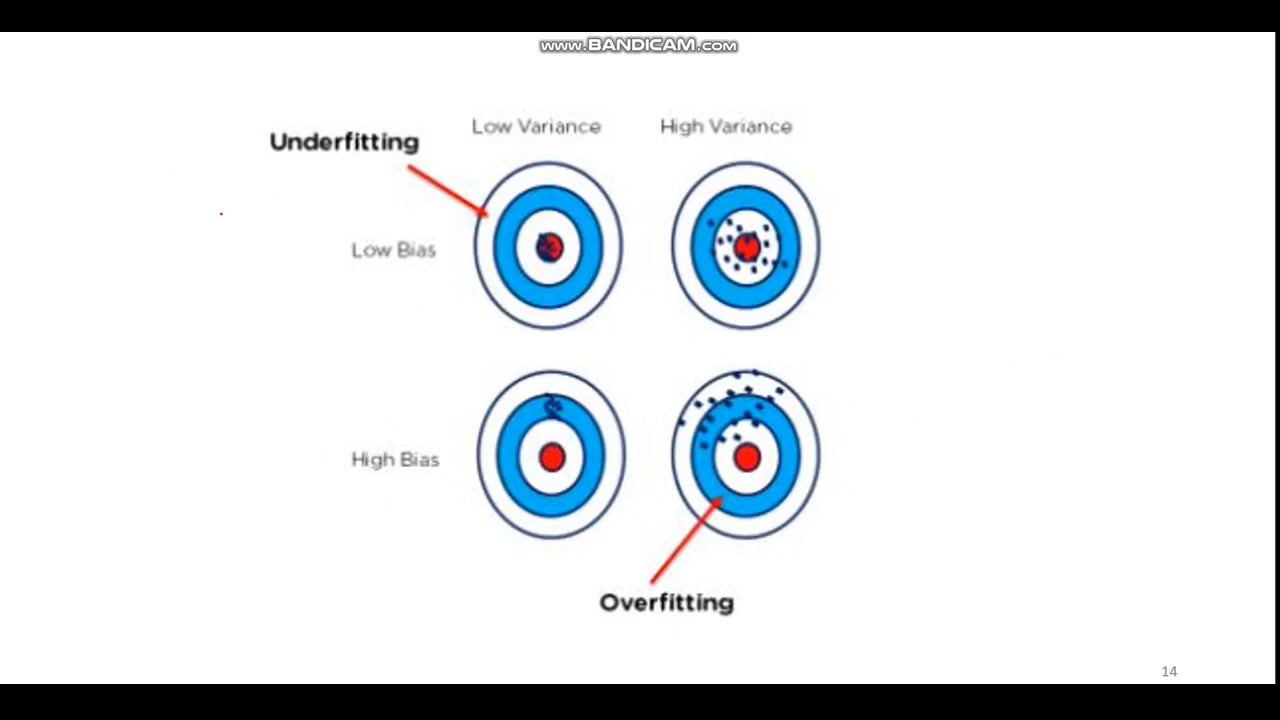 www.BANDICAM.com
Low Variance
High Variance
Underfitting
Low Bias
High Bias
Overfitting
14